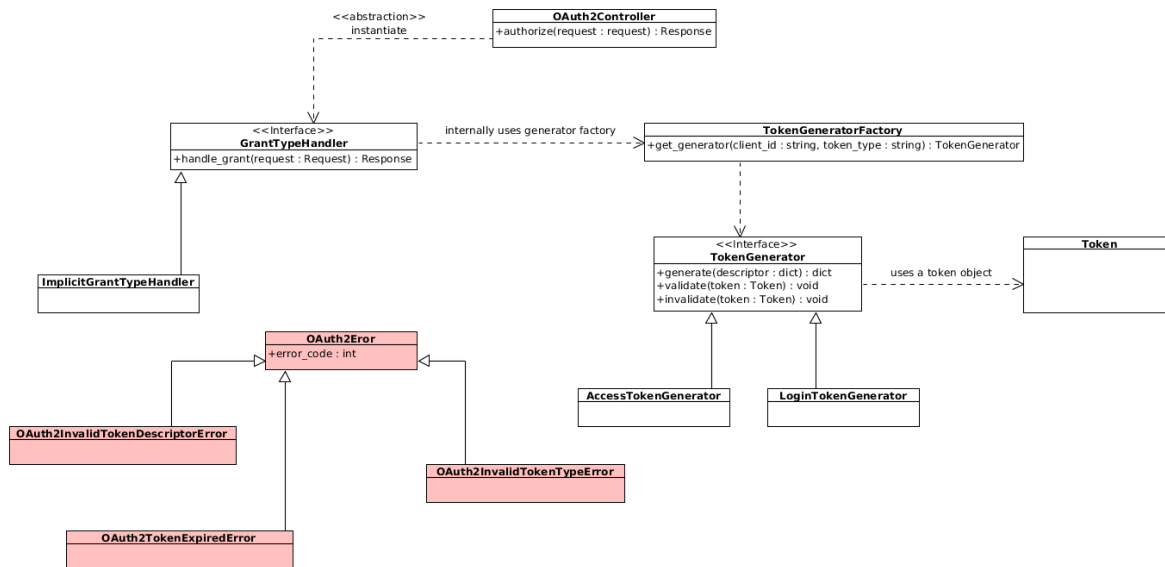 <<abstraction>>
instantiate
OAuth2Controller
+authorize(request : request) : Response
<<Interface>>
GrantTypeHandler
+handle_grant(request : Request) : Response
internally uses generator factory
TokenGeneratorFactory
+get_generator(client_id : string, token_type : string) : TokenGenerator
<<Interface>>
TokenGenerator
+generate(descriptor : dict) : dict
+validate(token : Token) : void
+invalidate(token : Token) : void
uses a token object
Token
ImplicitGrantTypeHandler
OAuth2Eror
+error_code : int
AccessTokenGenerator
LoginTokenGenerator
OAuth2InvalidTokenDescriptorError
OAuth2InvalidTokenTypeError
OAuth2TokenExpiredError